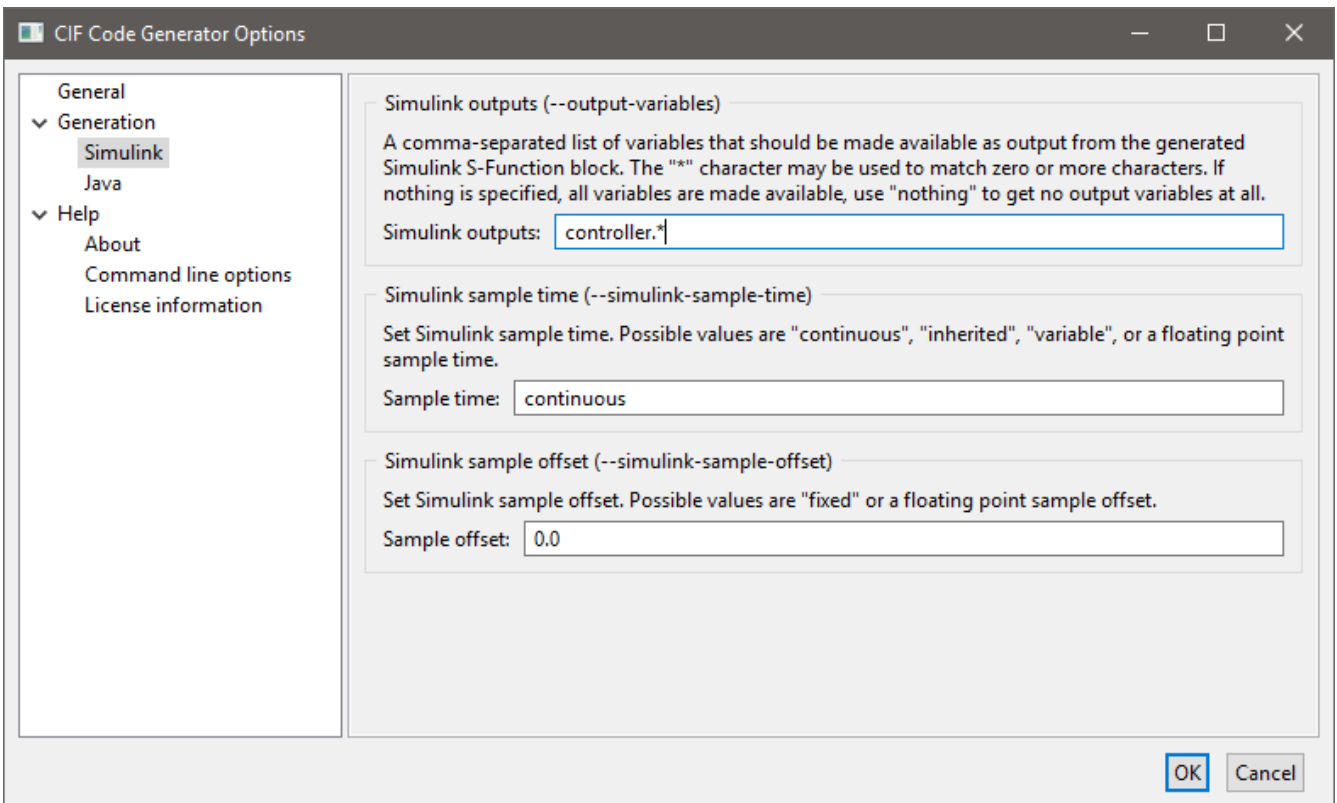 CIF Code Generator Options
General
Generation
Simulink
Java
Help
About
Command line options
License information
Simulink outputs (--output-variables)
A comma-separated list of variables that should be made available as output from the generated
Simulink S-Function block. The "*" character may be used to match zero or more characters. If
nothing is specified, all variables are made available, use "nothing" to get no output variables at all.
Simulink outputs: controller.*
Simulink sample time (--simulink-sample-time)
Set Simulink sample time. Possible values are "continuous", "inherited", "variable", or a floating point
sample time.
Sample time: continuous
Simulink sample offset (--simulink-sample-offset)
Set Simulink sample offset. Possible values are "fixed" or a floating point sample offset.
Sample offset: 0.0
OK Cancel